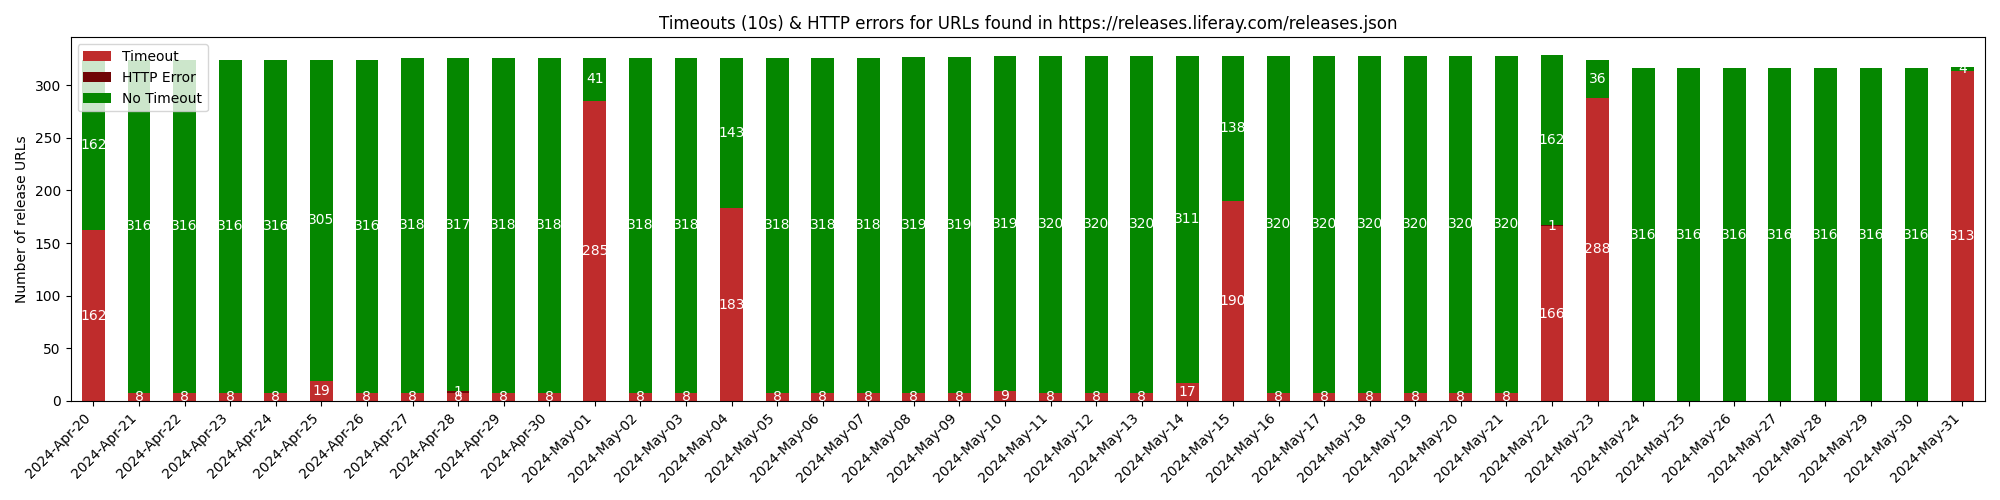 Timeouts (10s) & HTTP errors for URLs found in https://releases.liferay.com/releases.json
Timeout
HTTP Error
No Timeout
Number of release URLs
300
250
200
150
100
50
0
41 36 4
162 143 138 162
316 316 316 316 305 316 318 317 318 318 318 318 318 318 318 319 319 319 320 320 320 311 320 320 320 320 320 320 1 316 316 316 316 316 316 316
285 288 313
162 183 190 166
8 8 8 8 19 8 8 1 8 8 8 8 8 8 8 8 8 8 9 8 8 8 17 8 8 8 8 8 8
2024-Apr-20
2024-Apr-21
2024-Apr-22
2024-Apr-23
2024-Apr-24
2024-Apr-25
2024-Apr-26
2024-Apr-27
2024-Apr-28
2024-Apr-29
2024-Apr-30
2024-May-01
2024-May-02
2024-May-03
2024-May-04
2024-May-05
2024-May-06
2024-May-07
2024-May-08
2024-May-09
2024-May-10
2024-May-11
2024-May-12
2024-May-13
2024-May-14
2024-May-15
2024-May-16
2024-May-17
2024-May-18
2024-May-19
2024-May-20
2024-May-21
2024-May-22
2024-May-23
2024-May-24
2024-May-25
2024-May-26
2024-May-27
2024-May-28
2024-May-29
2024-May-30
2024-May-31